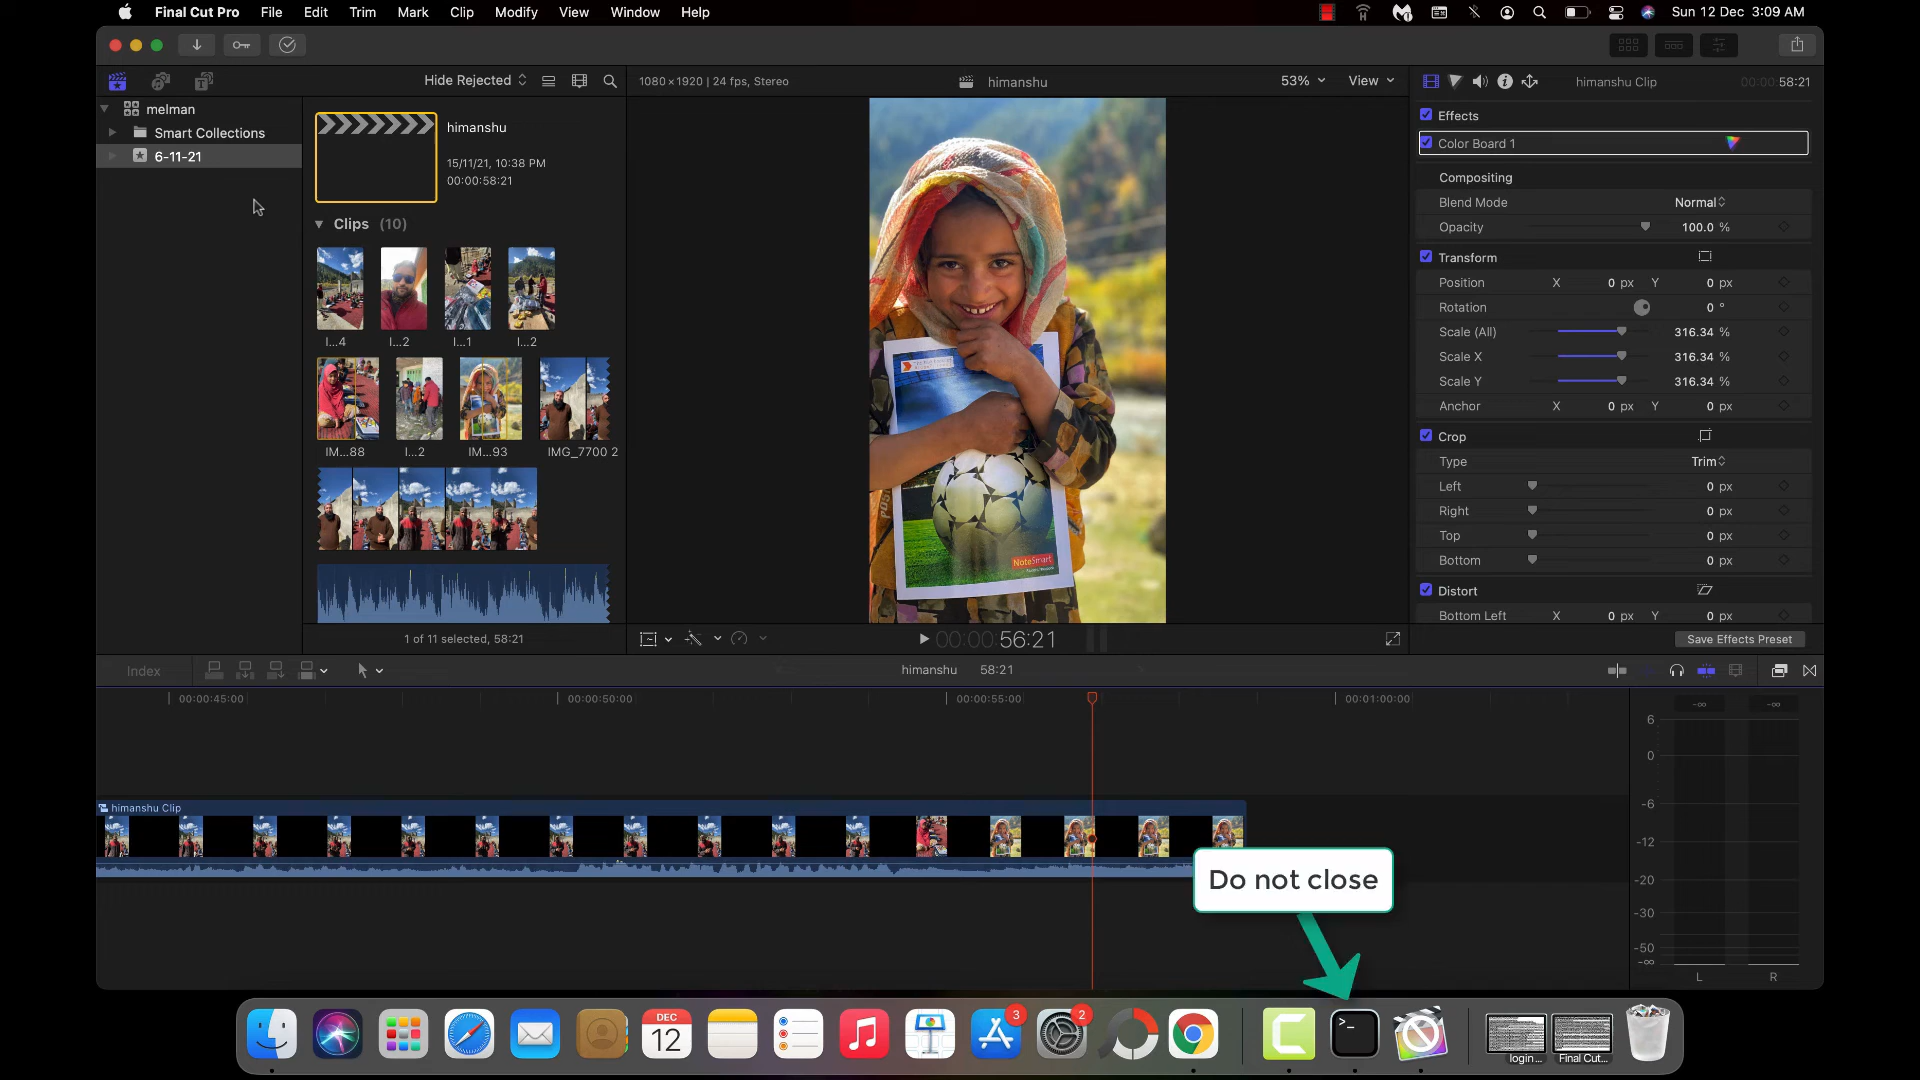 Final Cut Pro File Edit Trim Mark Clip Modify View Window Help
Sun 12 Dec 3:09 AM
Hide Rejected
1080×1920 | 24 fps, Stereo
himanshu
53%
View
himanshu Clip
00:00:58:21
melman
Smart Collections
6-11-21
himanshu
15/11/21, 10:38 PM
00:00:58:21
Clips (10)
I...4
I...2
I...1
I...2
IM...88
I...2
IM...93
IMG_7700 2
1 of 11 selected, 58:21
NoteSmart
00:00:56:21
Effects
Color Board 1
Compositing
Blend Mode Normal
Opacity 100.0 %
Transform
Position X 0 px Y 0 px
Rotation 0 °
Scale (All) 316.34 %
Scale X 316.34 %
Scale Y 316.34 %
Anchor X 0 px Y 0 px
Crop
Type Trim
Left 0 px
Right 0 px
Top 0 px
Bottom 0 px
Distort
Bottom Left X 0 px Y 0 px
Save Effects Preset
Index
himanshu 58:21
00:00:45:00
00:00:50:00
00:00:55:00
00:01:00:00
himanshu Clip
-∞ -∞
6
0
-6
-12
-20
-30
-50
-∞
L R
Do not close
DEC
12
3
2
>_
login...
Final Cut...